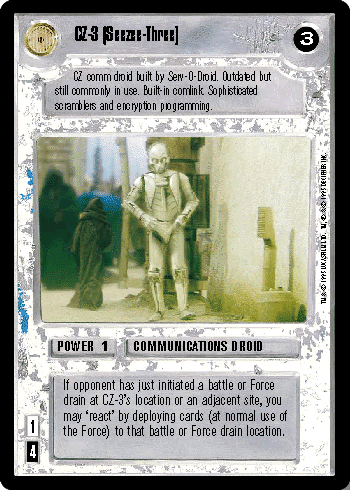 CZ-3 (Seezee-Three)
3
CZ comm droid built by Serv-O-Droid. Outdated but
still commonly in use. Built-in comlink. Sophisticated
scramblers and encryption programming.
POWER 1 COMMUNICATIONS DROID
If opponent has just initiated a battle or Force
drain at CZ-3's location or an adjacent site, you
may 'react' by deploying cards (at normal use of
the Force) to that battle or Force drain location.
1
4